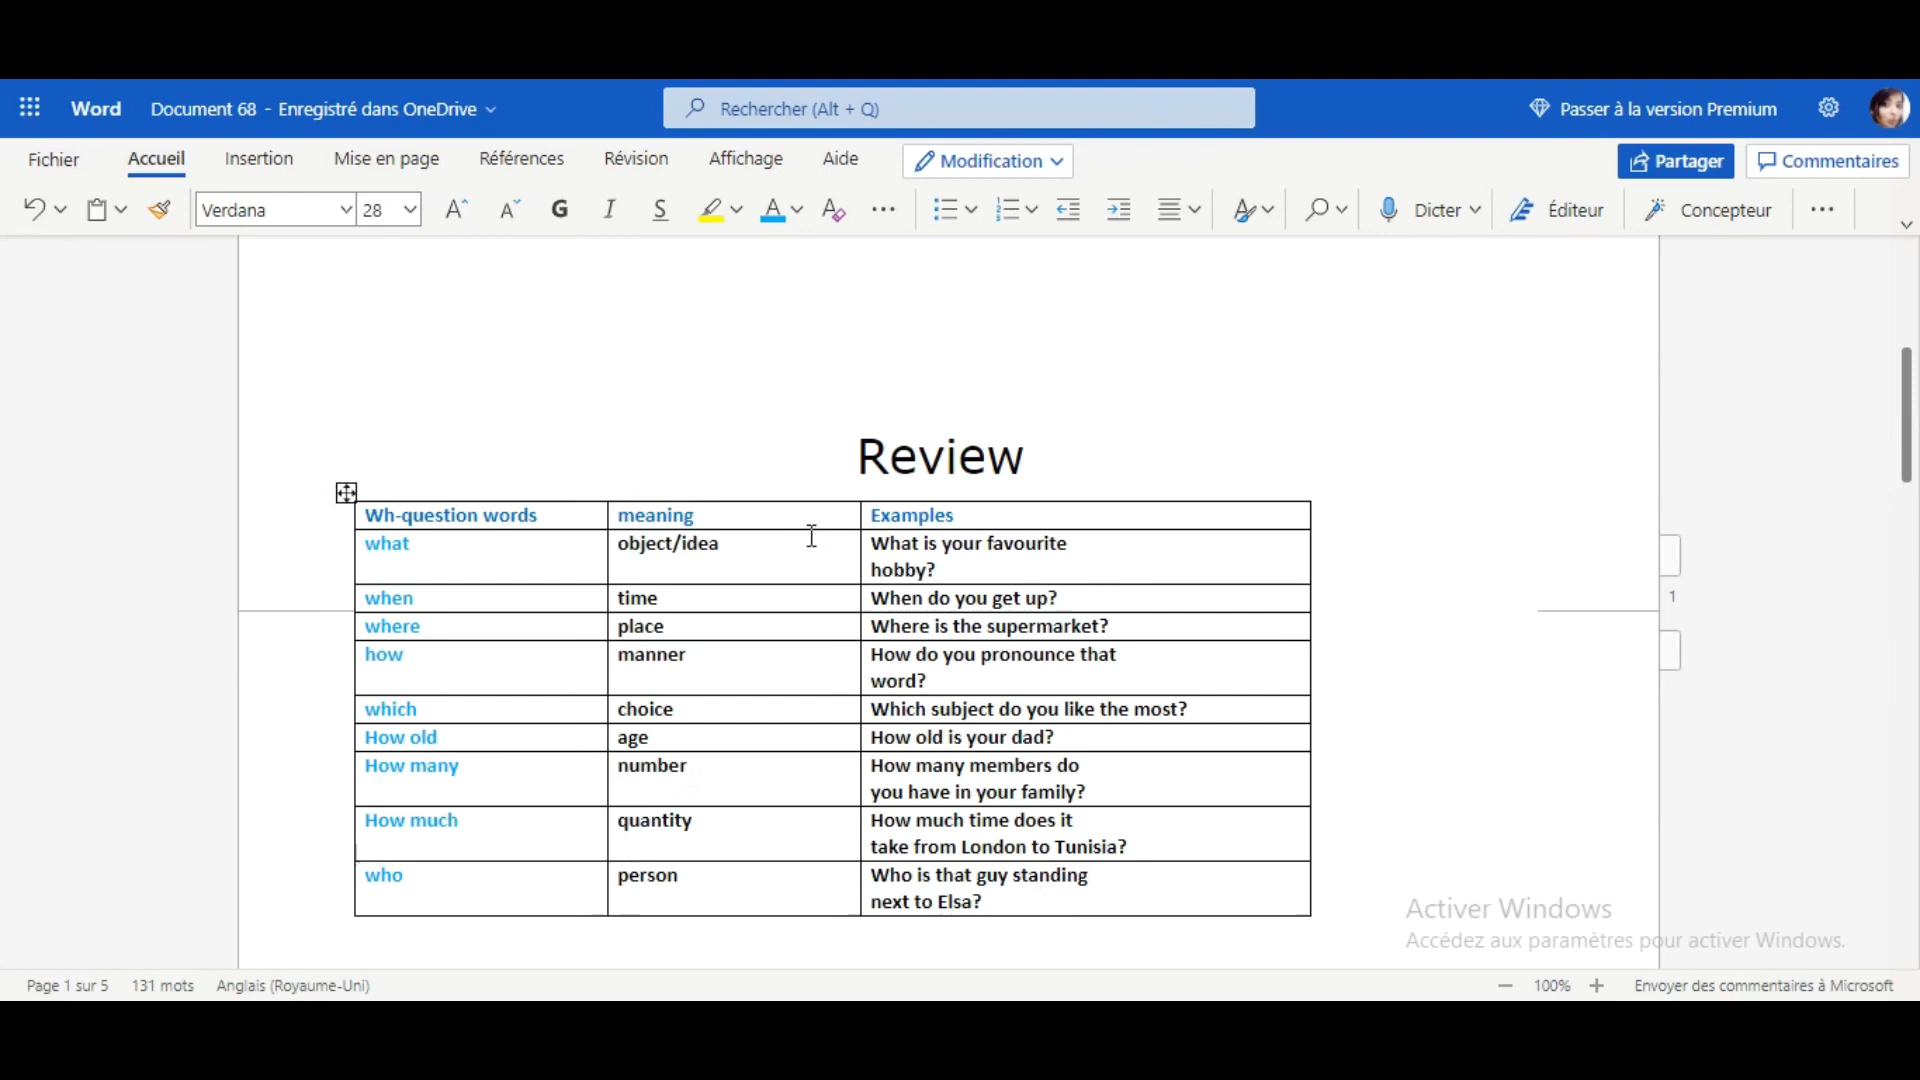 Word Document 68 - Enregistré dans OneDrive Rechercher (Alt + Q) Passer à la version Premium
Fichier Accueil Insertion Mise en page Références Révision Affichage Aide Modification Partager Commentaires
Verdana 28 G I S Dicter Éditeur Concepteur
Review
Wh-question words meaning Examples
what object/idea What is your favourite
hobby?
when time When do you get up?
where place Where is the supermarket?
1
how manner How do you pronounce that
word?
which choice Which subject do you like the most?
How old age How old is your dad?
How many number How many members do
you have in your family?
How much quantity How much time does it
take from London to Tunisia?
who person Who is that guy standing
next to Elsa?
Activer Windows
Accédez aux paramètres pour activer Windows.
Page 1 sur 5 131 mots Anglais (Royaume-Uni) 100% Envoyer des commentaires à Microsoft